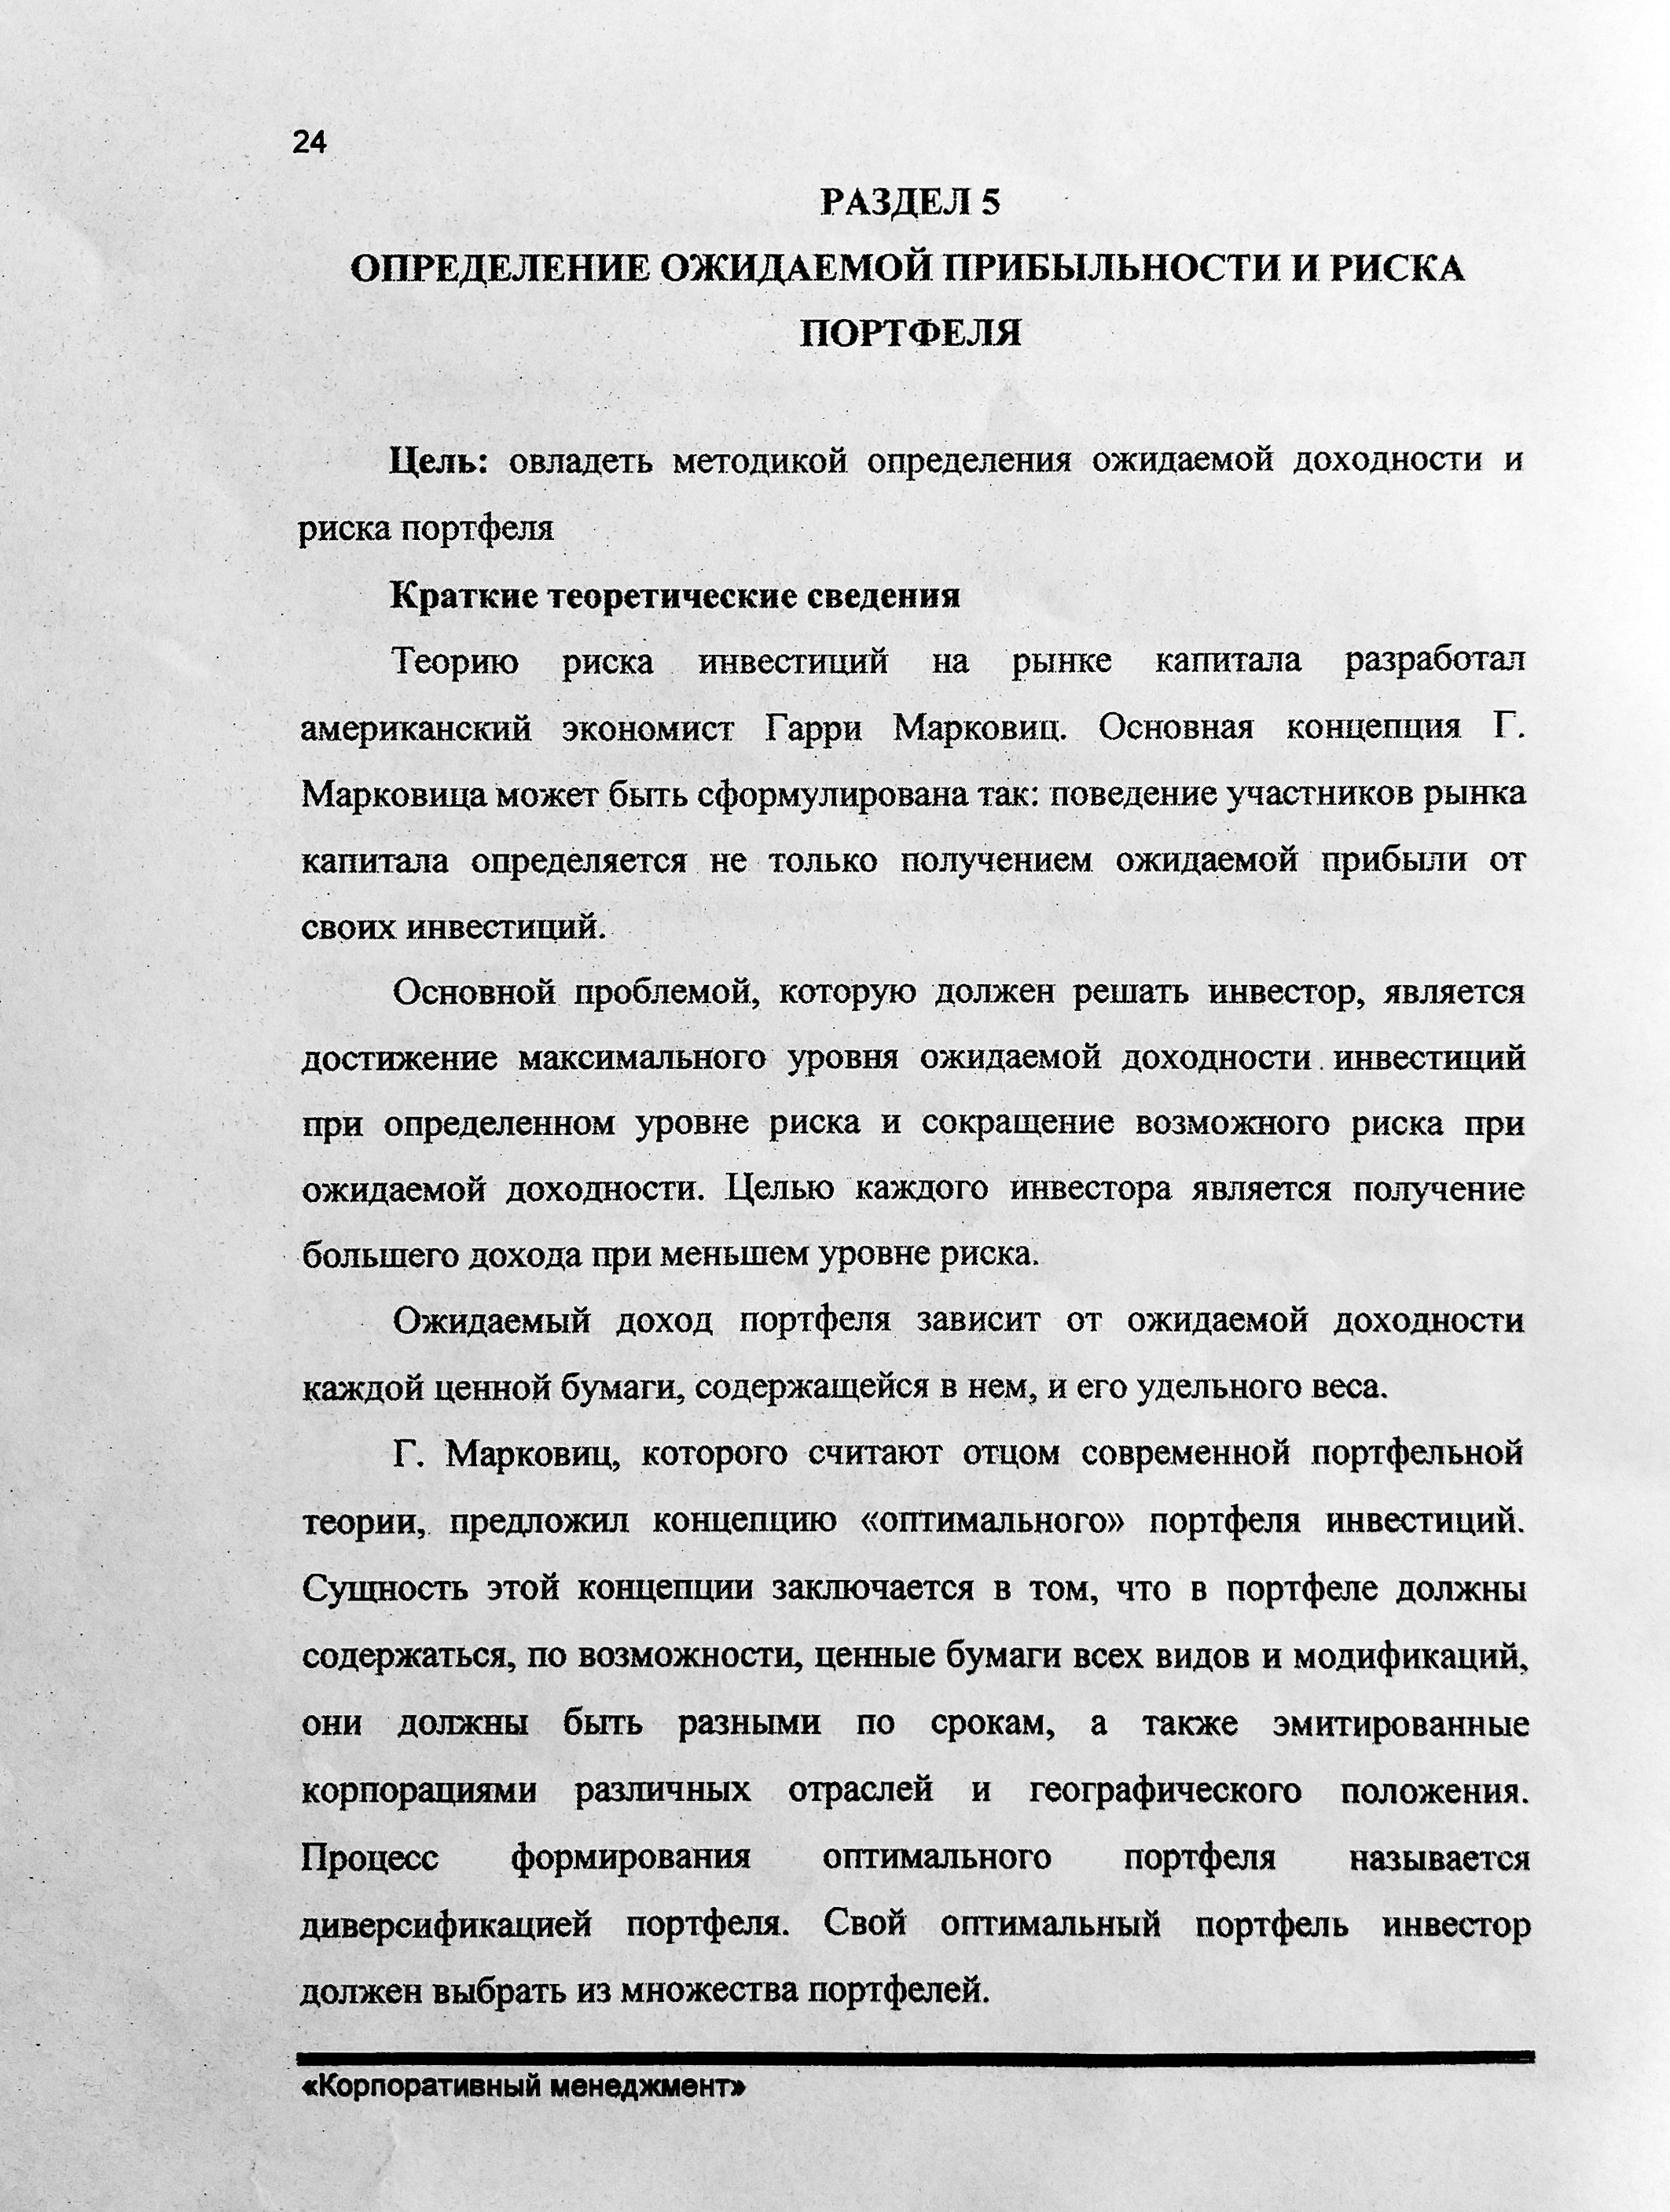 24
РАЗДЕЛ 5
ОПРЕДЕЛЕНИЕ ОЖИДАЕМОЙ ПРИБЫЛЬНОСТИ И РИСКА
ПОРТФЕЛЯ
Цель: овладеть методикой определения ожидаемой доходности и
риска портфеля
Краткие теоретические сведения
Теорию риска инвестиций на рынке капитала разработал
американский экономист Гарри Марковиц. Основная концепция Г.
Марковица может быть сформулирована так: поведение участников рынка
капитала определяется не только получением ожидаемой прибыли от
своих инвестиций.
Основной проблемой, которую должен решать инвестор, является
достижение максимального уровня ожидаемой доходности инвестиций
при определенном уровне риска и сокращение возможного риска при
ожидаемой доходности. Целью каждого инвестора является получение
большего дохода при меньшем уровне риска.
Ожидаемый доход портфеля зависит от ожидаемой доходности
каждой ценной бумаги, содержащейся в нем, и его удельного веса.
Г. Марковиц, которого считают отцом современной портфельной
теории, предложил концепцию «оптимального» портфеля инвестиций.
Сущность этой концепции заключается в том, что в портфеле должны
содержаться, по возможности, ценные бумаги всех видов и модификаций,
они должны быть разными по срокам, а также эмитированные
корпорациями различных отраслей и географического положения.
Процесс формирования оптимального портфеля называется
диверсификацией портфеля. Свой оптимальный портфель инвестор
должен выбрать из множества портфелей.
«Корпоративный менеджмент»